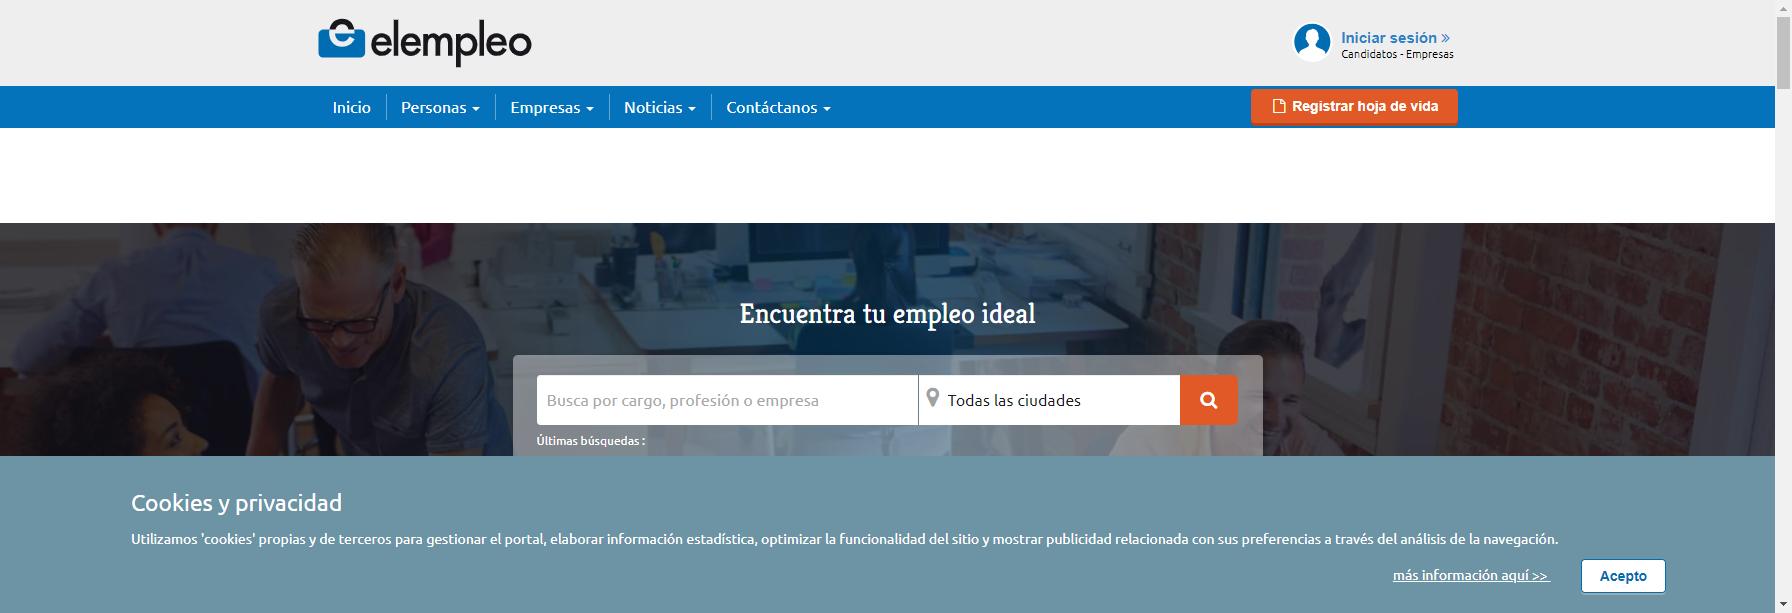 elempleo
Iniciar sesión »
Candidatos - Empresas
Inicio
Personas
Empresas
Noticias
Contáctanos
Registrar hoja de vida
Encuentra tu empleo ideal
Busca por cargo, profesión o empresa
Todas las ciudades
Últimas búsquedas :
Cookies y privacidad
Utilizamos 'cookies' propias y de terceros para gestionar el portal, elaborar información estadística, optimizar la funcionalidad del sitio y mostrar publicidad relacionada con sus preferencias a través del análisis de la navegación.
más información aquí >>
Acepto